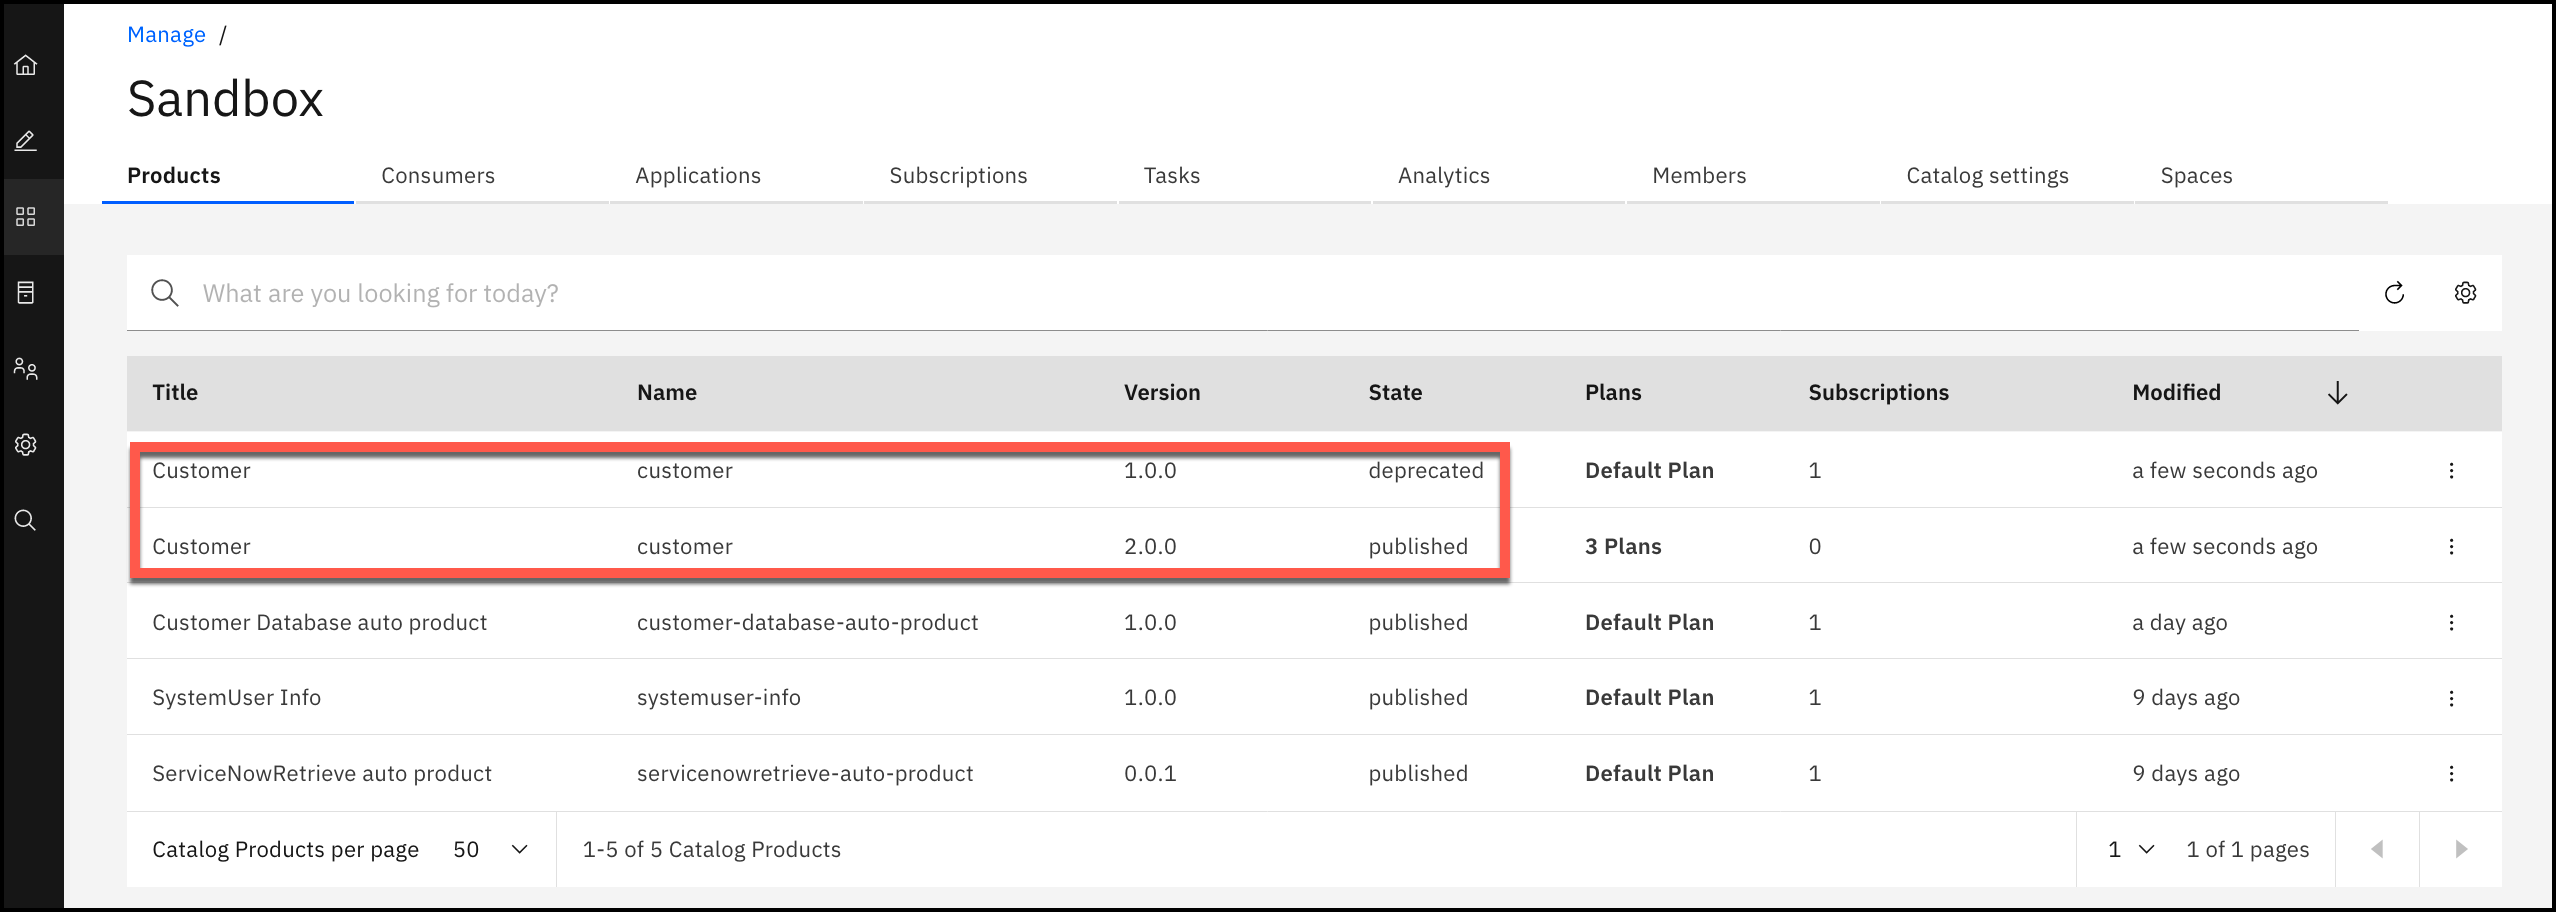 Manage /
Sandbox
Products Consumers Applications Subscriptions Tasks Analytics Members Catalog settings Spaces
What are you looking for today?
Title Name Version State Plans Subscriptions Modified
Customer customer 1.0.0 deprecated Default Plan 1 a few seconds ago
Customer customer 2.0.0 published 3 Plans 0 a few seconds ago
Customer Database auto product customer-database-auto-product 1.0.0 published Default Plan 1 a day ago
SystemUser Info systemuser-info 1.0.0 published Default Plan 1 9 days ago
ServiceNowRetrieve auto product servicenowretrieve-auto-product 0.0.1 published Default Plan 1 9 days ago
Catalog Products per page 50 1-5 of 5 Catalog Products 1 1 of 1 pages